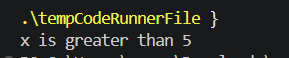 .\tempCodeRunnerFile }
x is greater than 5